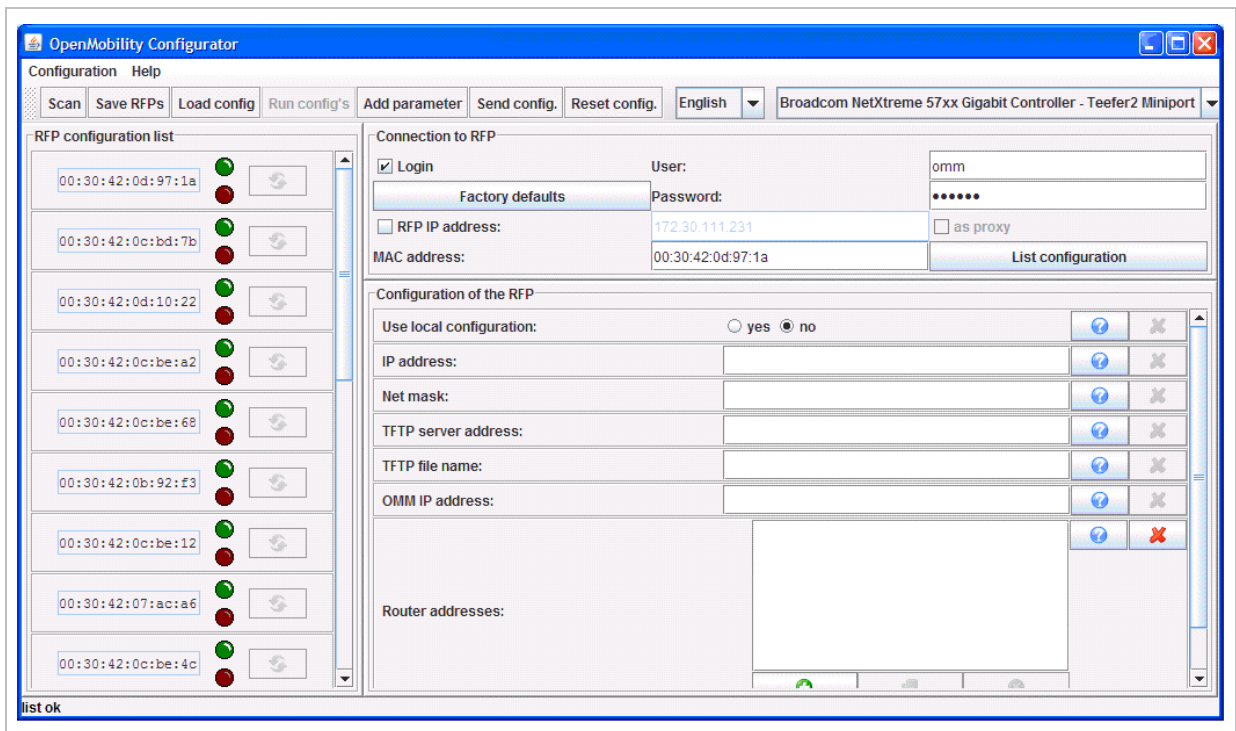 OpenMobility Configurator
Configuration Help
Scan Save RFPs Load config Run config's Add parameter Send config. Reset config. English Broadcom NetXtreme 57xx Gigabit Controller - Teefer2 Miniport
RFP configuration list
00:30:42:0d:97:1a
00:30:42:0c:bd:7b
00:30:42:0d:10:22
00:30:42:0c:be:a2
00:30:42:0c:be:68
00:30:42:0b:92:f3
00:30:42:0c:be:12
00:30:42:07:ac:a6
00:30:42:0c:be:4c
Connection to RFP
Login User: omm
Factory defaults Password: ●●●●●●
RFP IP address: 172.30.111.231 as proxy
MAC address: 00:30:42:0d:97:1a List configuration
Configuration of the RFP
Use local configuration: yes no
IP address:
Net mask:
TFTP server address:
TFTP file name:
OMM IP address:
Router addresses:
list ok